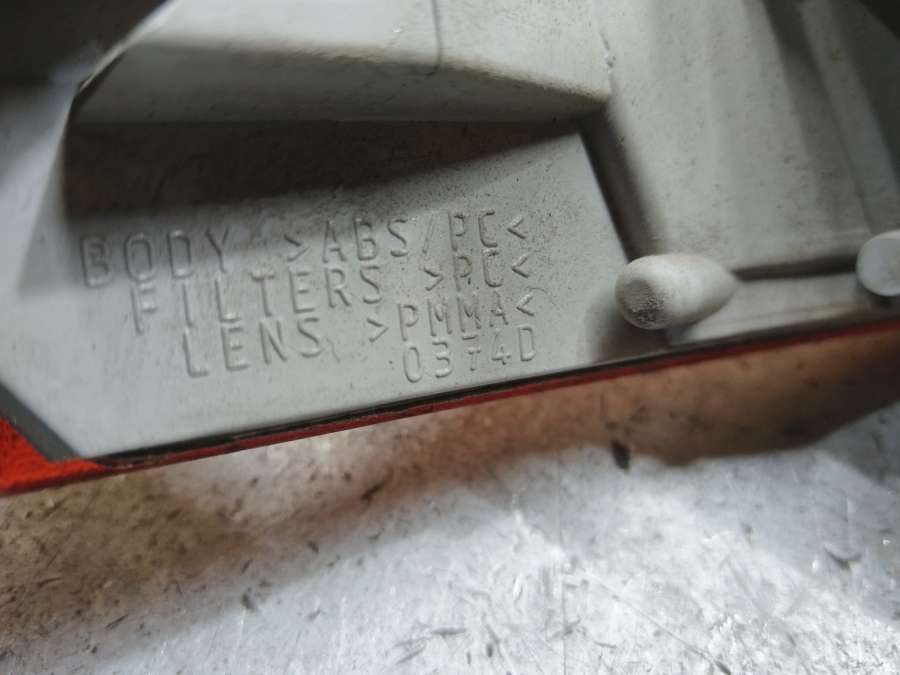 BODY >ABS/PC<
FILTERS >PC<
LENS >PMMA<
0374D